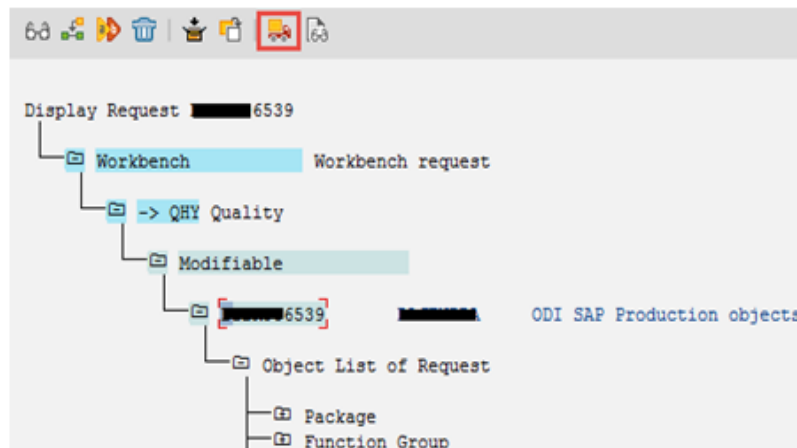 Display Request 6539
Workbench Workbench request
-> QHY Quality
Modifiable
6539 ODI SAP Production objects
Object List of Request
Package
Function Group